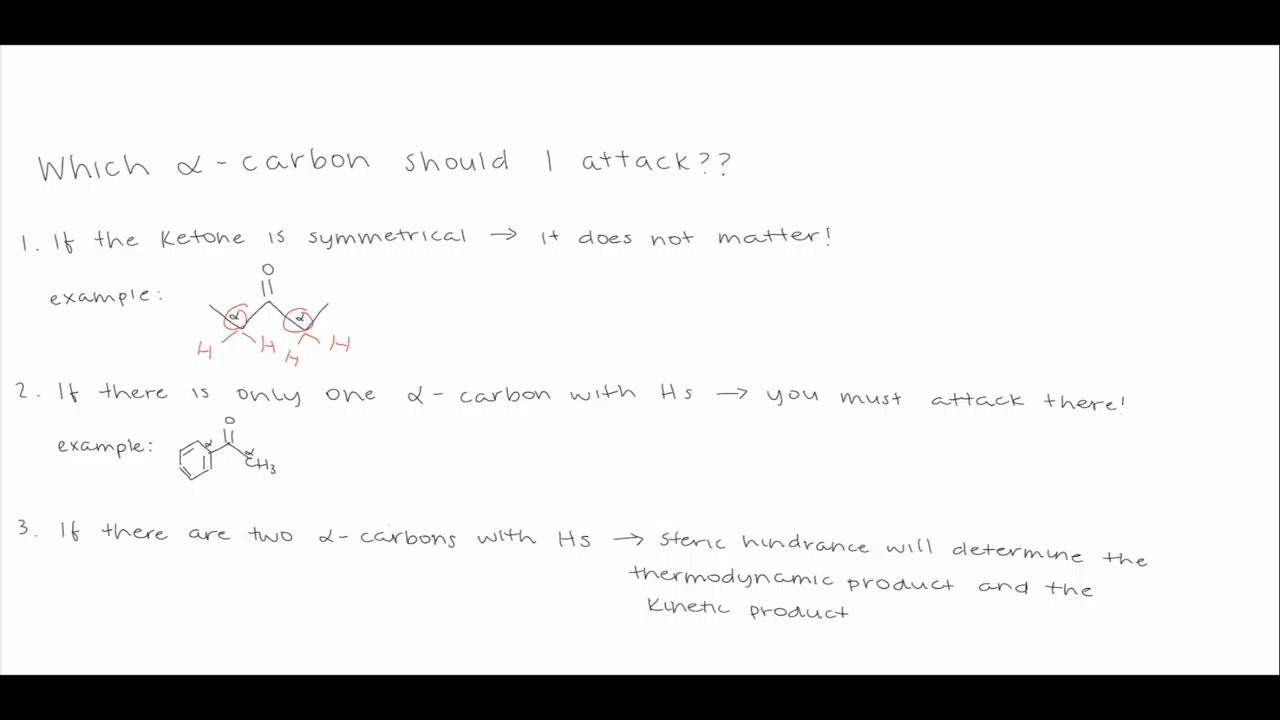 Which α-carbon should I attack??
1. If the Ketone is symmetrical → it does not matter!
O
example:
α α
H H H H
2. If there is only one α-carbon with Hs → you must attack there!
O
example:
α α
CH3
3. If there are two α-carbons with Hs → steric hindrance will determine the
thermodynamic product and the
Kinetic product